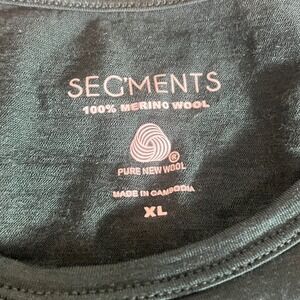 SEGMENTS
100% MERINO WOOL
®
PURE NEW WOOL
MADE IN CAMBODIA
XL